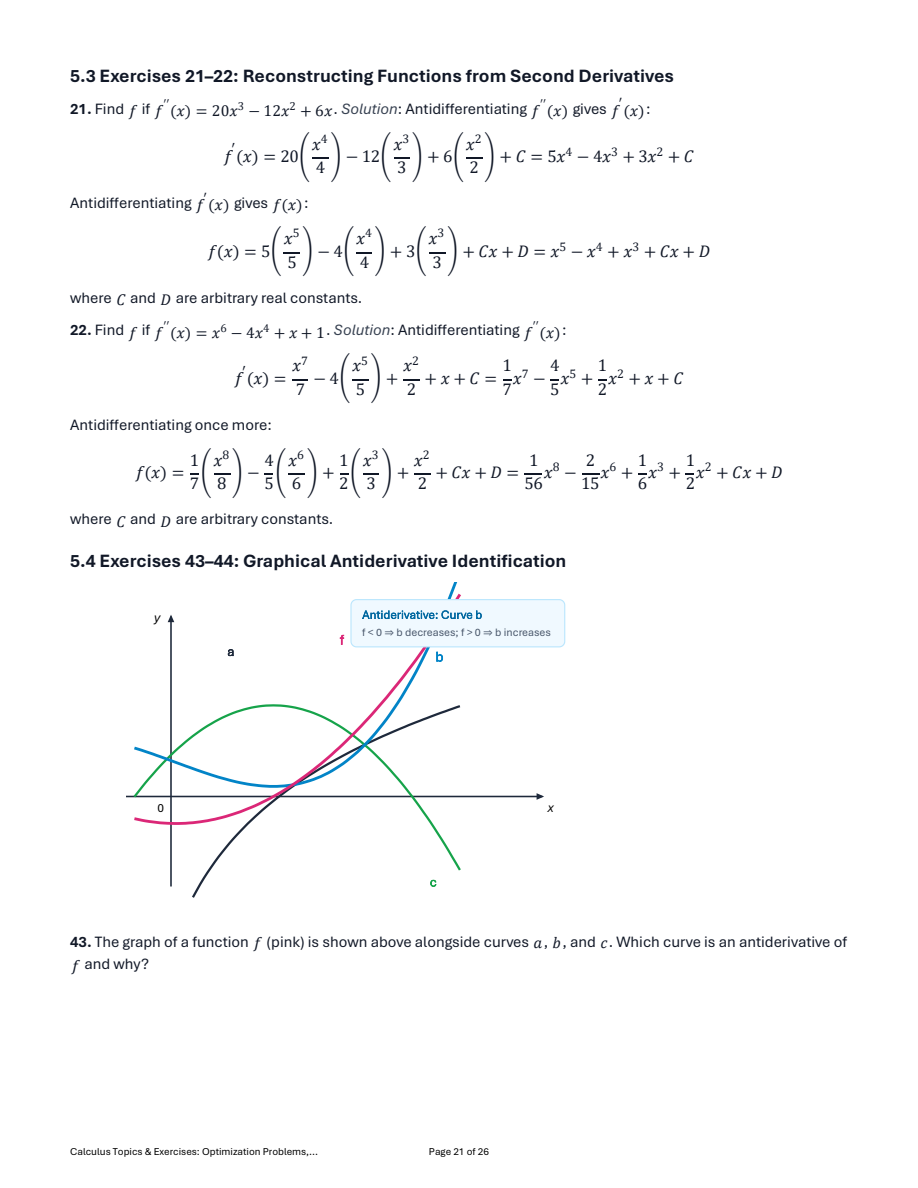 5.3 Exercises 21–22: Reconstructing Functions from Second Derivatives
21. Find f if f″(x) = 20x³ − 12x² + 6x. Solution: Antidifferentiating f″(x) gives f′(x):
f′(x) = 20(x⁴/4) − 12(x³/3) + 6(x²/2) + C = 5x⁴ − 4x³ + 3x² + C
Antidifferentiating f′(x) gives f(x):
f(x) = 5(x⁵/5) − 4(x⁴/4) + 3(x³/3) + Cx + D = x⁵ − x⁴ + x³ + Cx + D
where C and D are arbitrary real constants.
22. Find f if f″(x) = x⁶ − 4x⁴ + x + 1. Solution: Antidifferentiating f″(x):
f′(x) = x⁷/7 − 4(x⁵/5) + x²/2 + x + C = 1/7x⁷ − 4/5x⁵ + 1/2x² + x + C
Antidifferentiating once more:
f(x) = 1/7(x⁸/8) − 4/5(x⁶/6) + 1/2(x³/3) + x²/2 + Cx + D = 1/56x⁸ − 2/15x⁶ + 1/6x³ + 1/2x² + Cx + D
where C and D are arbitrary constants.
5.4 Exercises 43–44: Graphical Antiderivative Identification
Antiderivative: Curve b
f < 0 ⇒ b decreases; f > 0 ⇒ b increases
y
f
a
b
0
x
c
43. The graph of a function f (pink) is shown above alongside curves a, b, and c. Which curve is an antiderivative of
f and why?
Calculus Topics & Exercises: Optimization Problems,...
Page 21 of 26